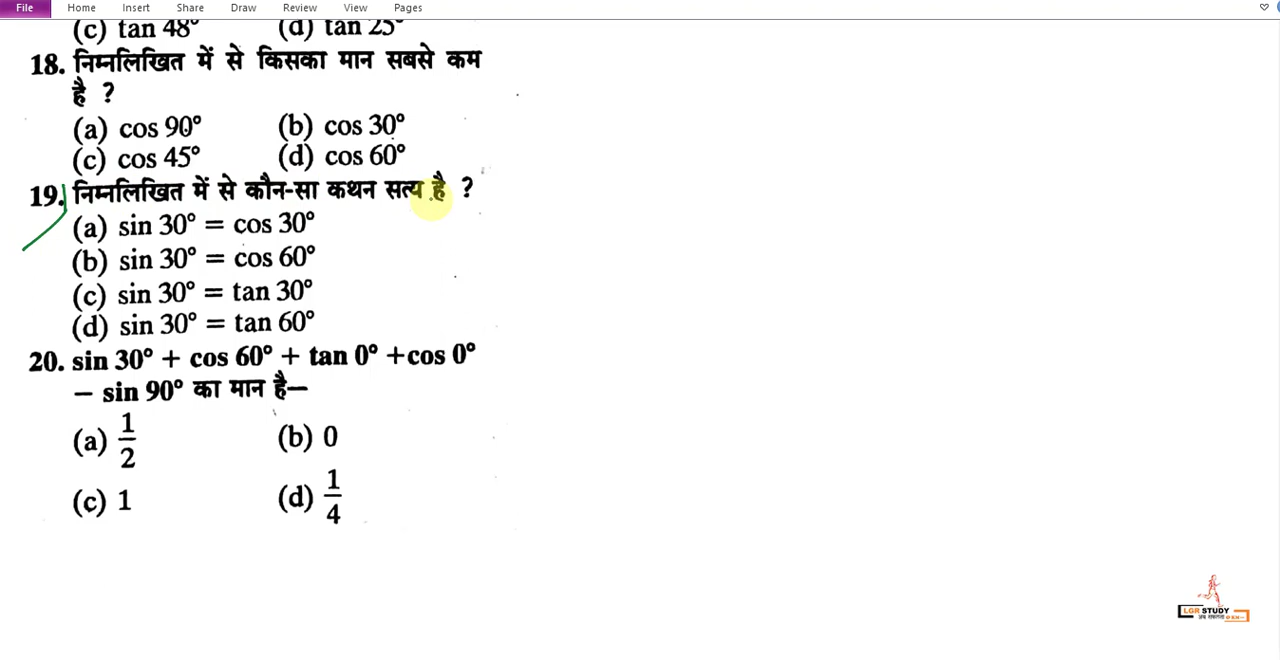 File Home Insert Share Draw Review View Pages
(c) tan 48° (d) tan 25°
18. निम्नलिखित में से किसका मान सबसे कम
है ?
(a) cos 90° (b) cos 30°
(c) cos 45° (d) cos 60°
19. निम्नलिखित में से कौन-सा कथन सत्य है ?
(a) sin 30° = cos 30°
(b) sin 30° = cos 60°
(c) sin 30° = tan 30°
(d) sin 30° = tan 60°
20. sin 30° + cos 60° + tan 0° +cos 0°
– sin 90° का मान है–
(a) 1/2 (b) 0
(c) 1 (d) 1/4
LGR STUDY